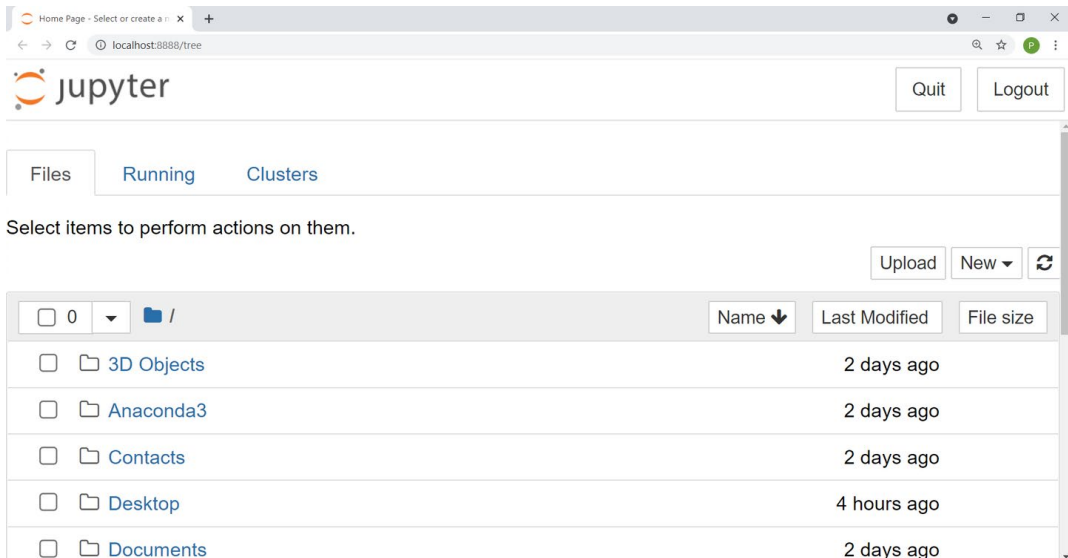 Home Page - Select or create a n
localhost:8888/tree
P
jupyter
Quit
Logout
Files
Running
Clusters
Select items to perform actions on them.
Upload
New
0
/
Name
Last Modified
File size
3D Objects
2 days ago
Anaconda3
2 days ago
Contacts
2 days ago
Desktop
4 hours ago
Documents
2 days ago